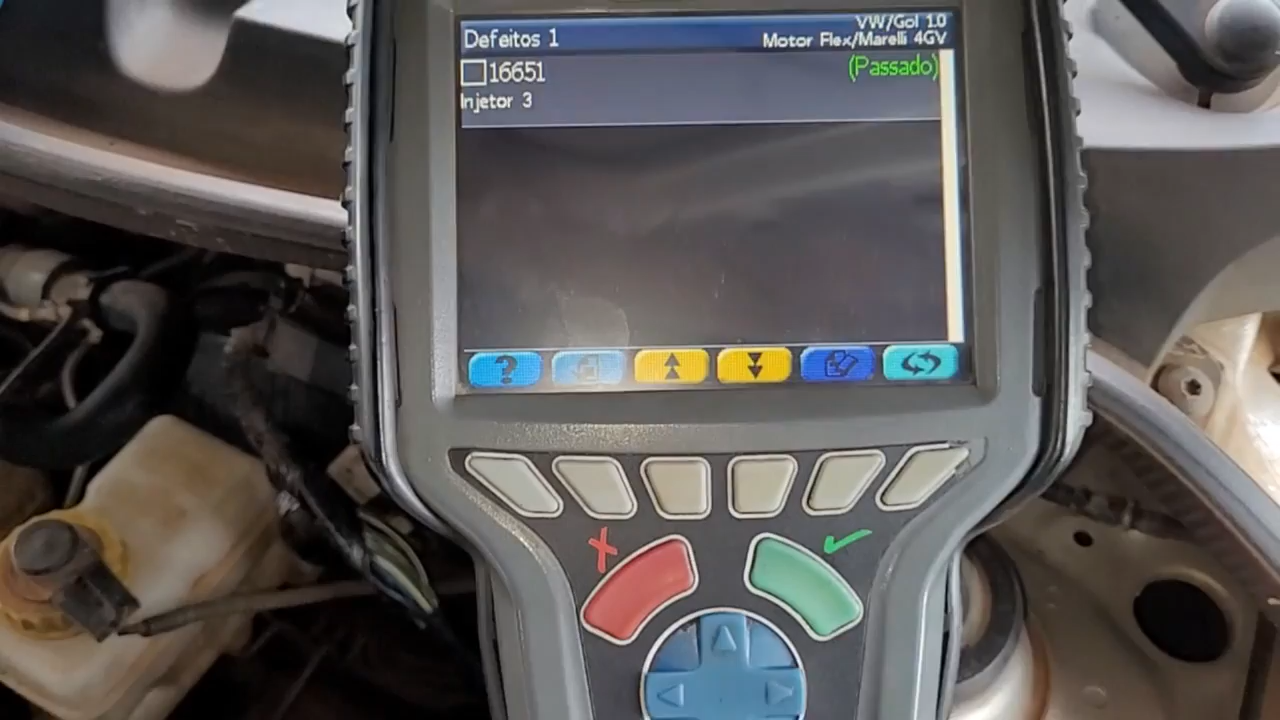 Defeitos 1
VW/Gol 1.0
Motor Flex/Marelli 4GV
16651
(Passado)
Injetor 3
?